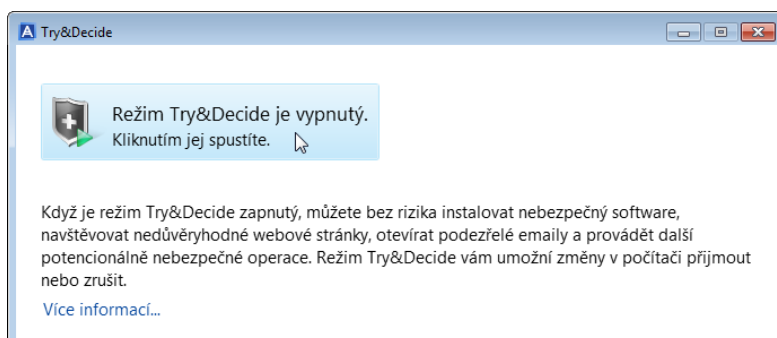 Try&Decide
Režim Try&Decide je vypnutý.
Kliknutím jej spustíte.
Když je režim Try&Decide zapnutý, můžete bez rizika instalovat nebezpečný software,
navštěvovat nedůvěryhodné webové stránky, otevírat podezřelé emaily a provádět další
potencionálně nebezpečné operace. Režim Try&Decide vám umožní změny v počítači přijmout
nebo zrušit.
Více informací...